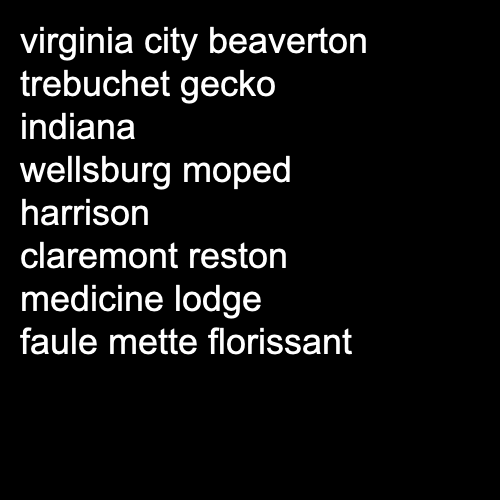 virginia city beaverton
trebuchet gecko
indiana
wellsburg moped
harrison
claremont reston
medicine lodge
faule mette florissant